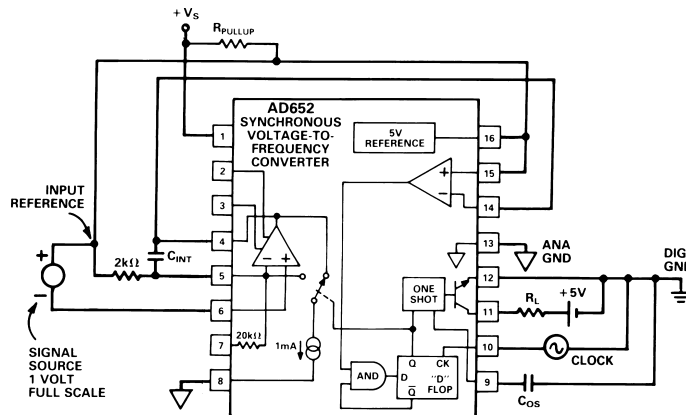 + VS
RPULLUP
AD652
SYNCHRONOUS
VOLTAGE-TO-
FREQUENCY
CONVERTER
5V
REFERENCE
1
2
3
4
5
6
7
8
16
15
14
13
12
11
10
9
INPUT
REFERENCE
2kΩ
CINT
+
−
SIGNAL
SOURCE
1 VOLT
FULL SCALE
20kΩ
1mA
− +
+
−
ONE
SHOT
AND
Q CK
D "D"
Q̅ FLOP
ANA
GND
DIG
GND
RL
+5V
CLOCK
COS